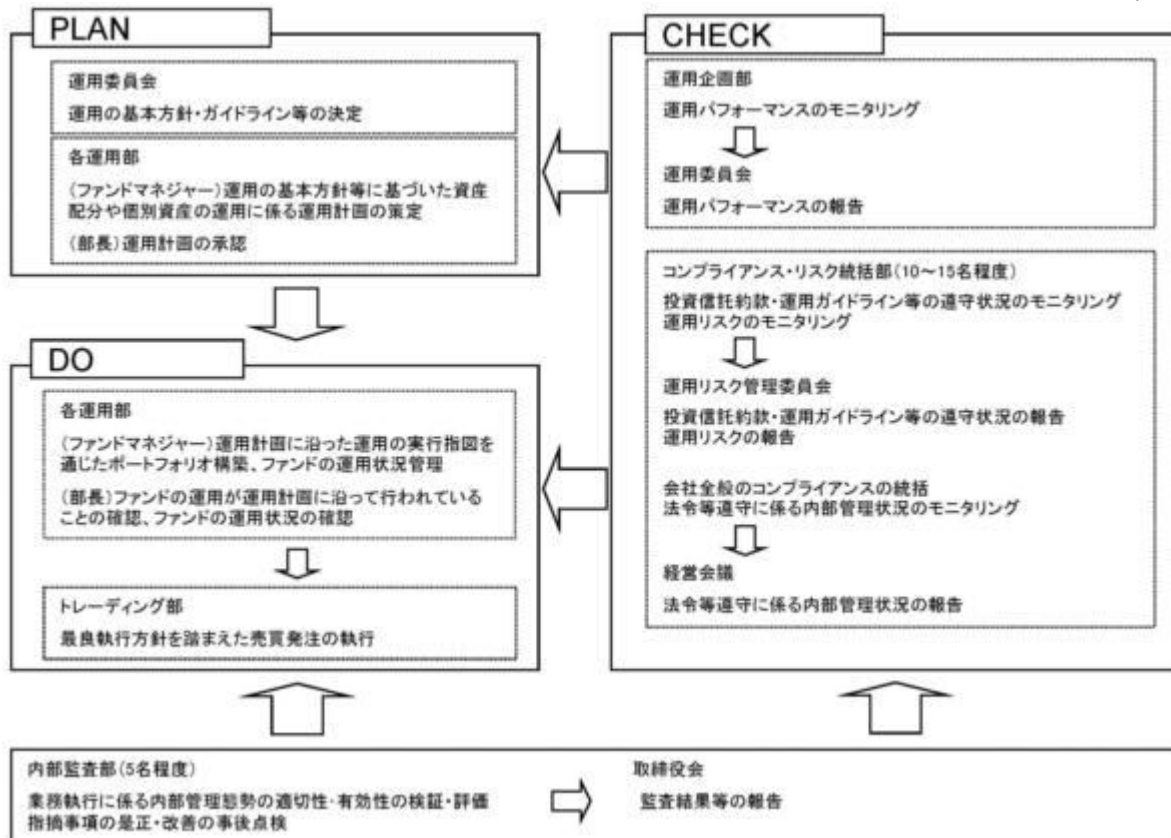 PLAN
運用委員会
運用の基本方針・ガイドライン等の決定
各運用部
(ファンドマネジャー)運用の基本方針等に基づいた資産
配分や個別資産の運用に係る運用計画の策定
(部長)運用計画の承認
DO
各運用部
(ファンドマネジャー)運用計画に沿った運用の実行指図を
通じたポートフォリオ構築、ファンドの運用状況管理
(部長)ファンドの運用が運用計画に沿って行われている
ことの確認、ファンドの運用状況の確認
トレーディング部
最良執行方針を踏まえた売買発注の執行
CHECK
運用企画部
運用パフォーマンスのモニタリング
運用委員会
運用パフォーマンスの報告
コンプライアンス・リスク統括部(10~15名程度)
投資信託約款・運用ガイドライン等の遵守状況のモニタリング
運用リスクのモニタリング
運用リスク管理委員会
投資信託約款・運用ガイドライン等の遵守状況の報告
運用リスクの報告
会社全般のコンプライアンスの統括
法令等遵守に係る内部管理状況のモニタリング
経営会議
法令等遵守に係る内部管理状況の報告
内部監査部(5名程度)
業務執行に係る内部管理態勢の適切性・有効性の検証・評価
指摘事項の是正・改善の事後点検
取締役会
監査結果等の報告